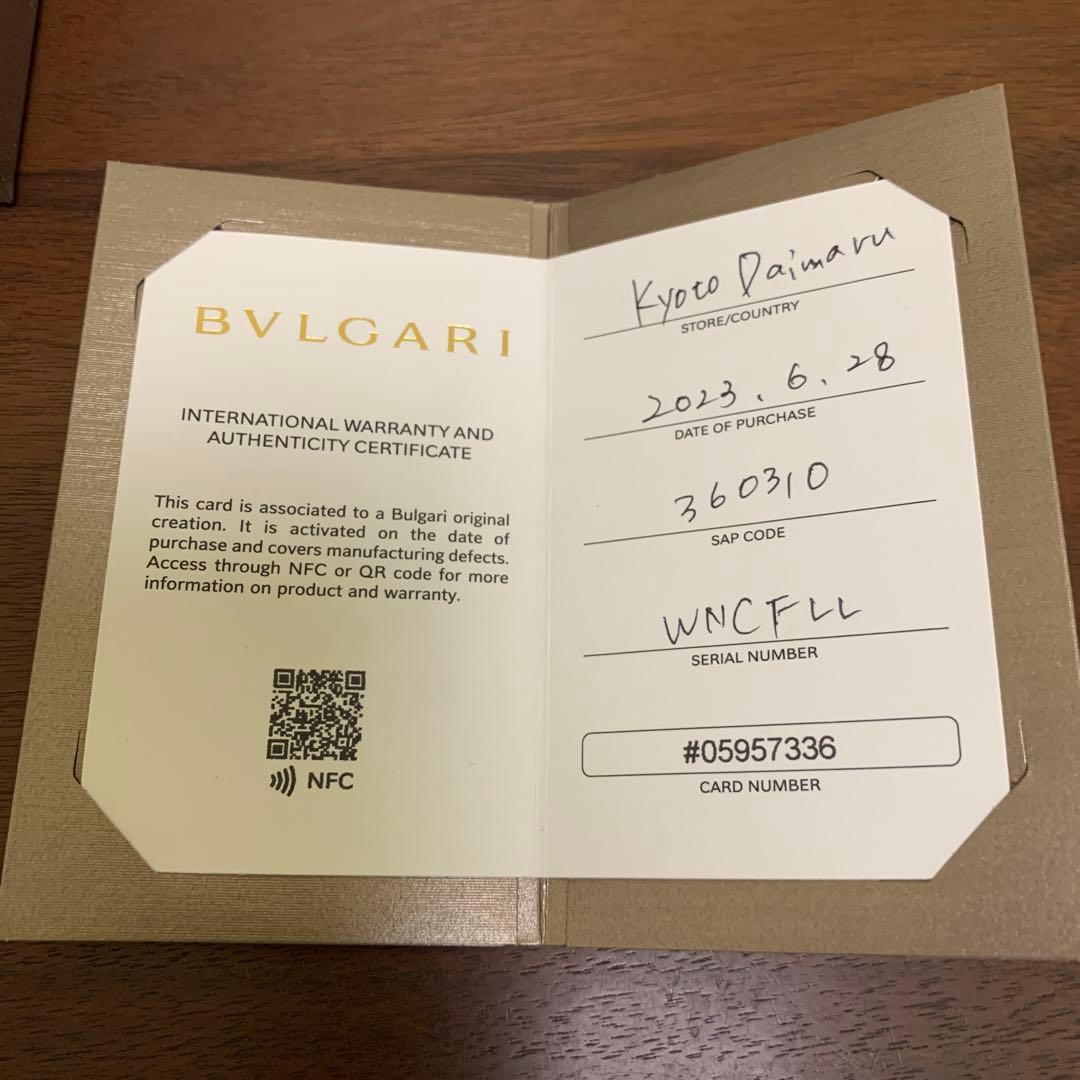 BVLGARI
INTERNATIONAL WARRANTY AND
AUTHENTICITY CERTIFICATE
This card is associated to a Bulgari original
creation. It is activated on the date of
purchase and covers manufacturing defects.
Access through NFC or QR code for more
information on product and warranty.
NFC
Kyoto Daimaru
STORE/COUNTRY
2023. 6. 28
DATE OF PURCHASE
360310
SAP CODE
WNCFLL
SERIAL NUMBER
#05957336
CARD NUMBER